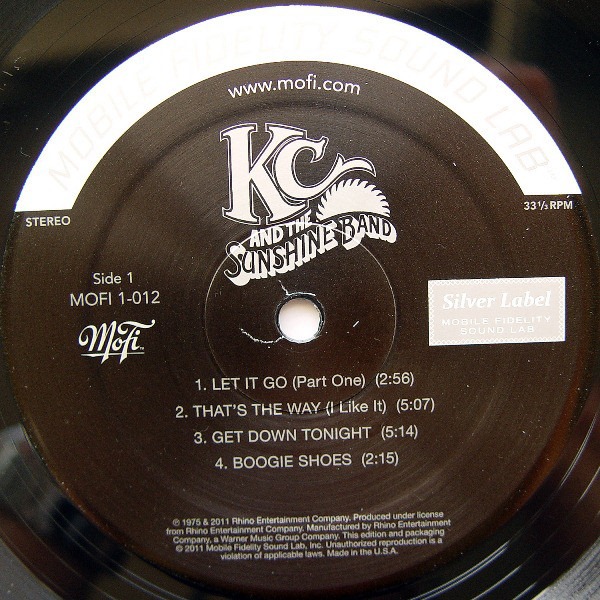 MOBILE FIDELITY SOUND LAB
www.mofi.com
KC
AND THE
SUNSHINE BAND
STEREO
33⅓ RPM
Side 1
MOFI 1-012
MoFi™
Silver Label
MOBILE FIDELITY
SOUND LAB
1. LET IT GO (Part One) (2:56)
2. THAT'S THE WAY (I Like It) (5:07)
3. GET DOWN TONIGHT (5:14)
4. BOOGIE SHOES (2:15)
℗ 1975 & 2011 Rhino Entertainment Company. Produced under license
from Rhino Entertainment Company. Manufactured by Rhino Entertainment
Company, a Warner Music Group Company. This edition and packaging
© 2011 Mobile Fidelity Sound Lab, Inc. Unauthorized reproduction is a
violation of applicable laws. Made in the U.S.A.